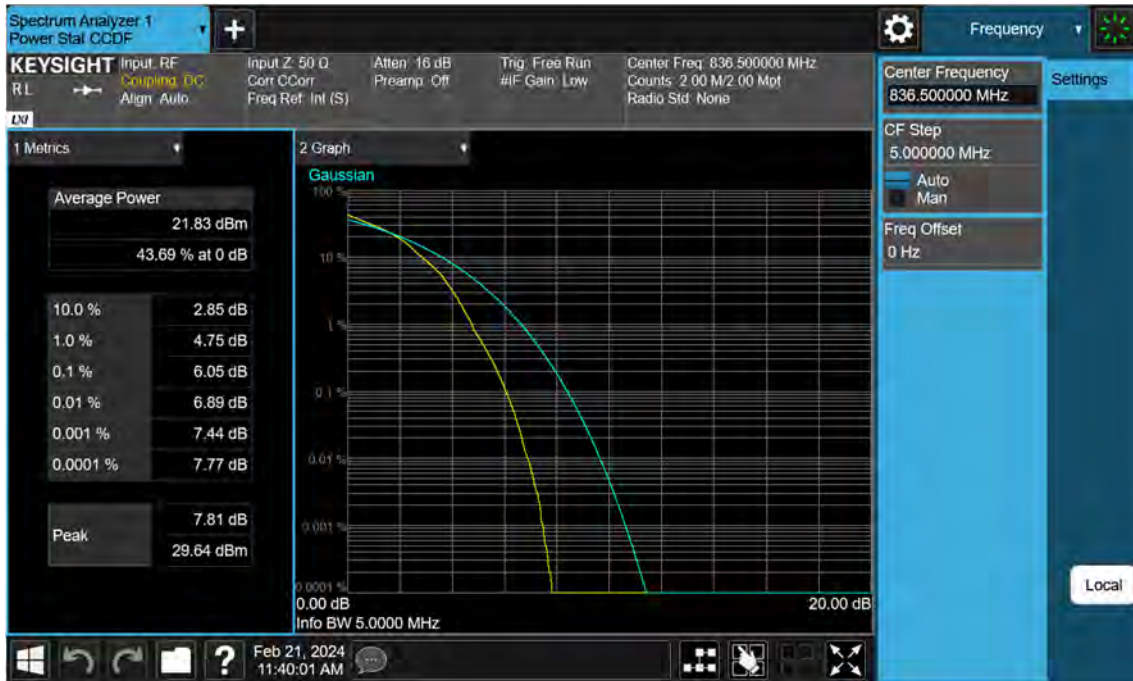 Spectrum Analyzer 1
Power Stat CCDF
Frequency
KEYSIGHT
RL
LXI
Input: RF
Coupling: DC
Align: Auto
Input Z: 50 Ω
Corr CCorr
Freq Ref: Int (S)
Atten: 16 dB
Preamp: Off
Trig: Free Run
#IF Gain: Low
Center Freq: 836.500000 MHz
Counts: 2.00 M/2.00 Mpt
Radio Std: None
Center Frequency
836.500000 MHz
Settings
CF Step
5.000000 MHz
Auto
Man
Freq Offset
0 Hz
1 Metrics
Average Power
21.83 dBm
43.69 % at 0 dB
10.0 % 2.85 dB
1.0 % 4.75 dB
0.1 % 6.05 dB
0.01 % 6.89 dB
0.001 % 7.44 dB
0.0001 % 7.77 dB
Peak
7.81 dB
29.64 dBm
2 Graph
Gaussian
100 %
10 %
1 %
0.1 %
0.01 %
0.001 %
0.0001 %
0.00 dB 20.00 dB
Info BW 5.0000 MHz
Local
?
Feb 21, 2024
11:40:01 AM